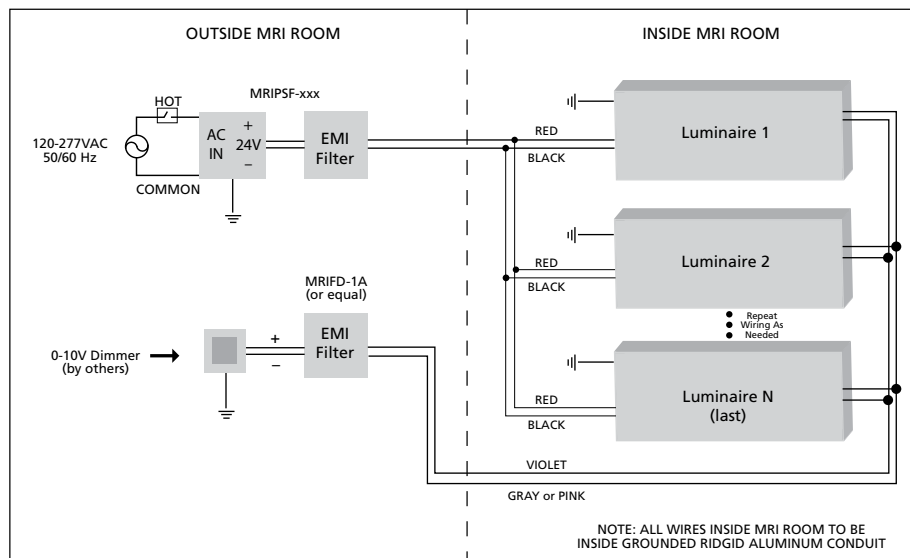 OUTSIDE MRI ROOM
INSIDE MRI ROOM
MRIPSF-xxx
HOT
120-277VAC
50/60 Hz
COMMON
AC
IN
+
24V
–
EMI
Filter
RED
BLACK
Luminaire 1
RED
BLACK
Luminaire 2
Repeat
Wiring As
Needed
MRIFD-1A
(or equal)
0-10V Dimmer
(by others)
+
–
EMI
Filter
RED
BLACK
Luminaire N
(last)
VIOLET
GRAY or PINK
NOTE: ALL WIRES INSIDE MRI ROOM TO BE
INSIDE GROUNDED RIDGID ALUMINUM CONDUIT